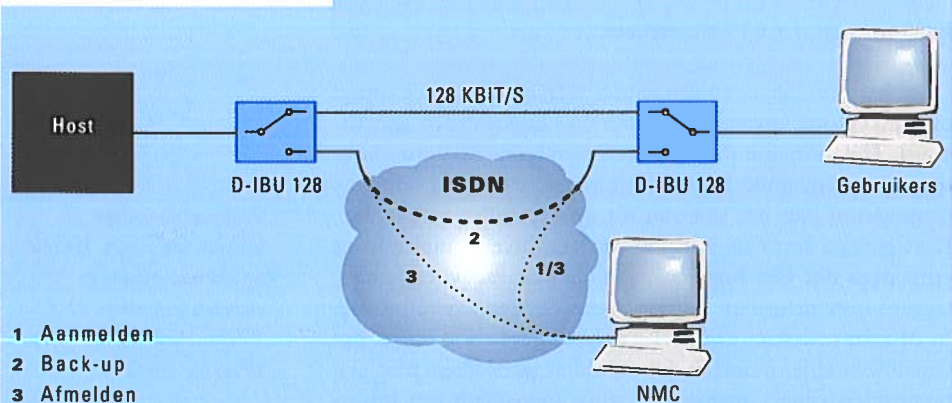 128 KBIT/S
Host
D-IBU 128
ISDN
D-IBU 128
Gebruikers
2
3
1/3
1 Aanmelden
2 Back-up
3 Afmelden
NMC